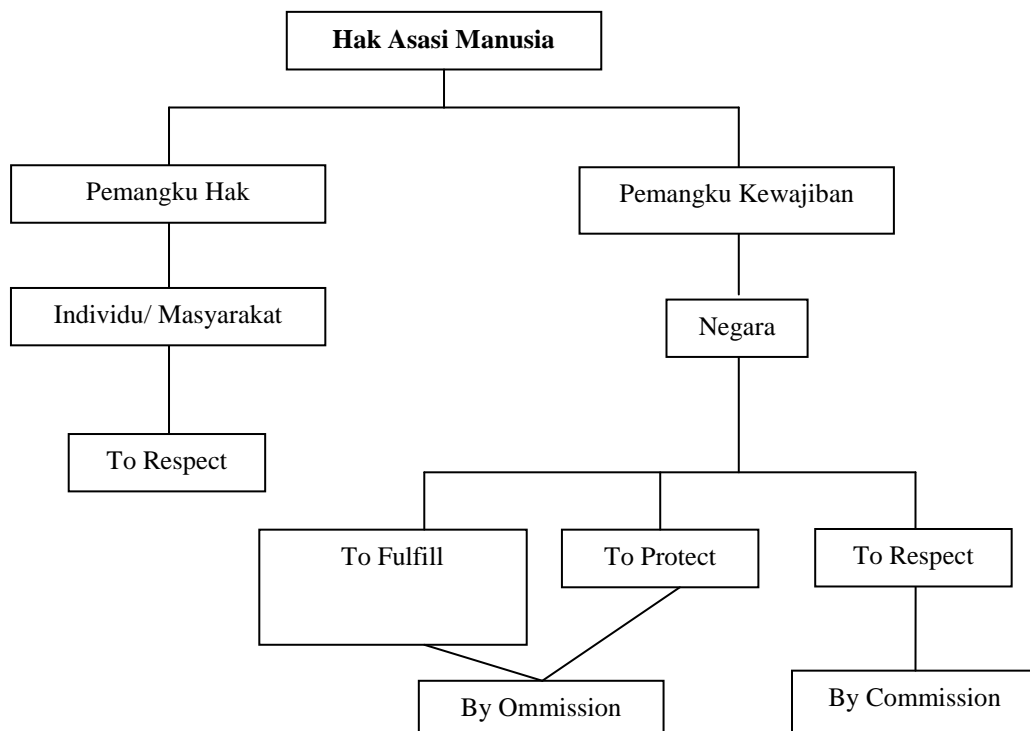 Hak Asasi Manusia
Pemangku Hak
Pemangku Kewajiban
Individu/ Masyarakat
Negara
To Respect
To Fulfill
To Protect
To Respect
By Ommission
By Commission